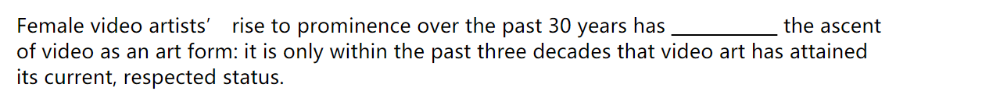 Female video artists’ rise to prominence over the past 30 years has __________ the ascent
of video as an art form: it is only within the past three decades that video art has attained
its current, respected status.